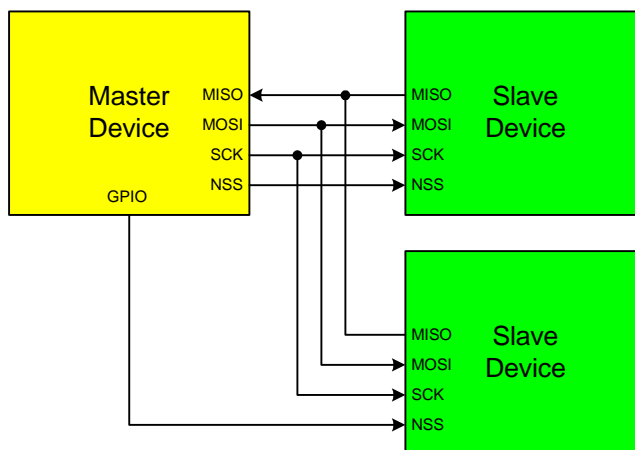 Master
Device
MISO
MOSI
SCK
NSS
GPIO
MISO
MOSI
SCK
NSS
Slave
Device
MISO
MOSI
SCK
NSS
Slave
Device